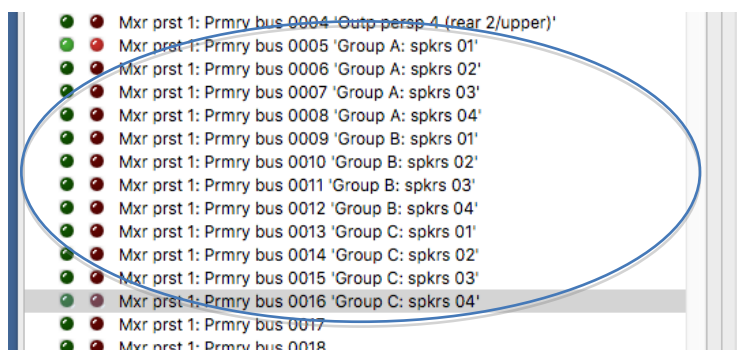 Mxr prst 1: Prmry bus 0004 'Outp persp 4 (rear 2/upper)'
Mxr prst 1: Prmry bus 0005 'Group A: spkrs 01'
Mxr prst 1: Prmry bus 0006 'Group A: spkrs 02'
Mxr prst 1: Prmry bus 0007 'Group A: spkrs 03'
Mxr prst 1: Prmry bus 0008 'Group A: spkrs 04'
Mxr prst 1: Prmry bus 0009 'Group B: spkrs 01'
Mxr prst 1: Prmry bus 0010 'Group B: spkrs 02'
Mxr prst 1: Prmry bus 0011 'Group B: spkrs 03'
Mxr prst 1: Prmry bus 0012 'Group B: spkrs 04'
Mxr prst 1: Prmry bus 0013 'Group C: spkrs 01'
Mxr prst 1: Prmry bus 0014 'Group C: spkrs 02'
Mxr prst 1: Prmry bus 0015 'Group C: spkrs 03'
Mxr prst 1: Prmry bus 0016 'Group C: spkrs 04'
Mxr prst 1: Prmry bus 0017
Mxr prst 1: Prmry bus 0018